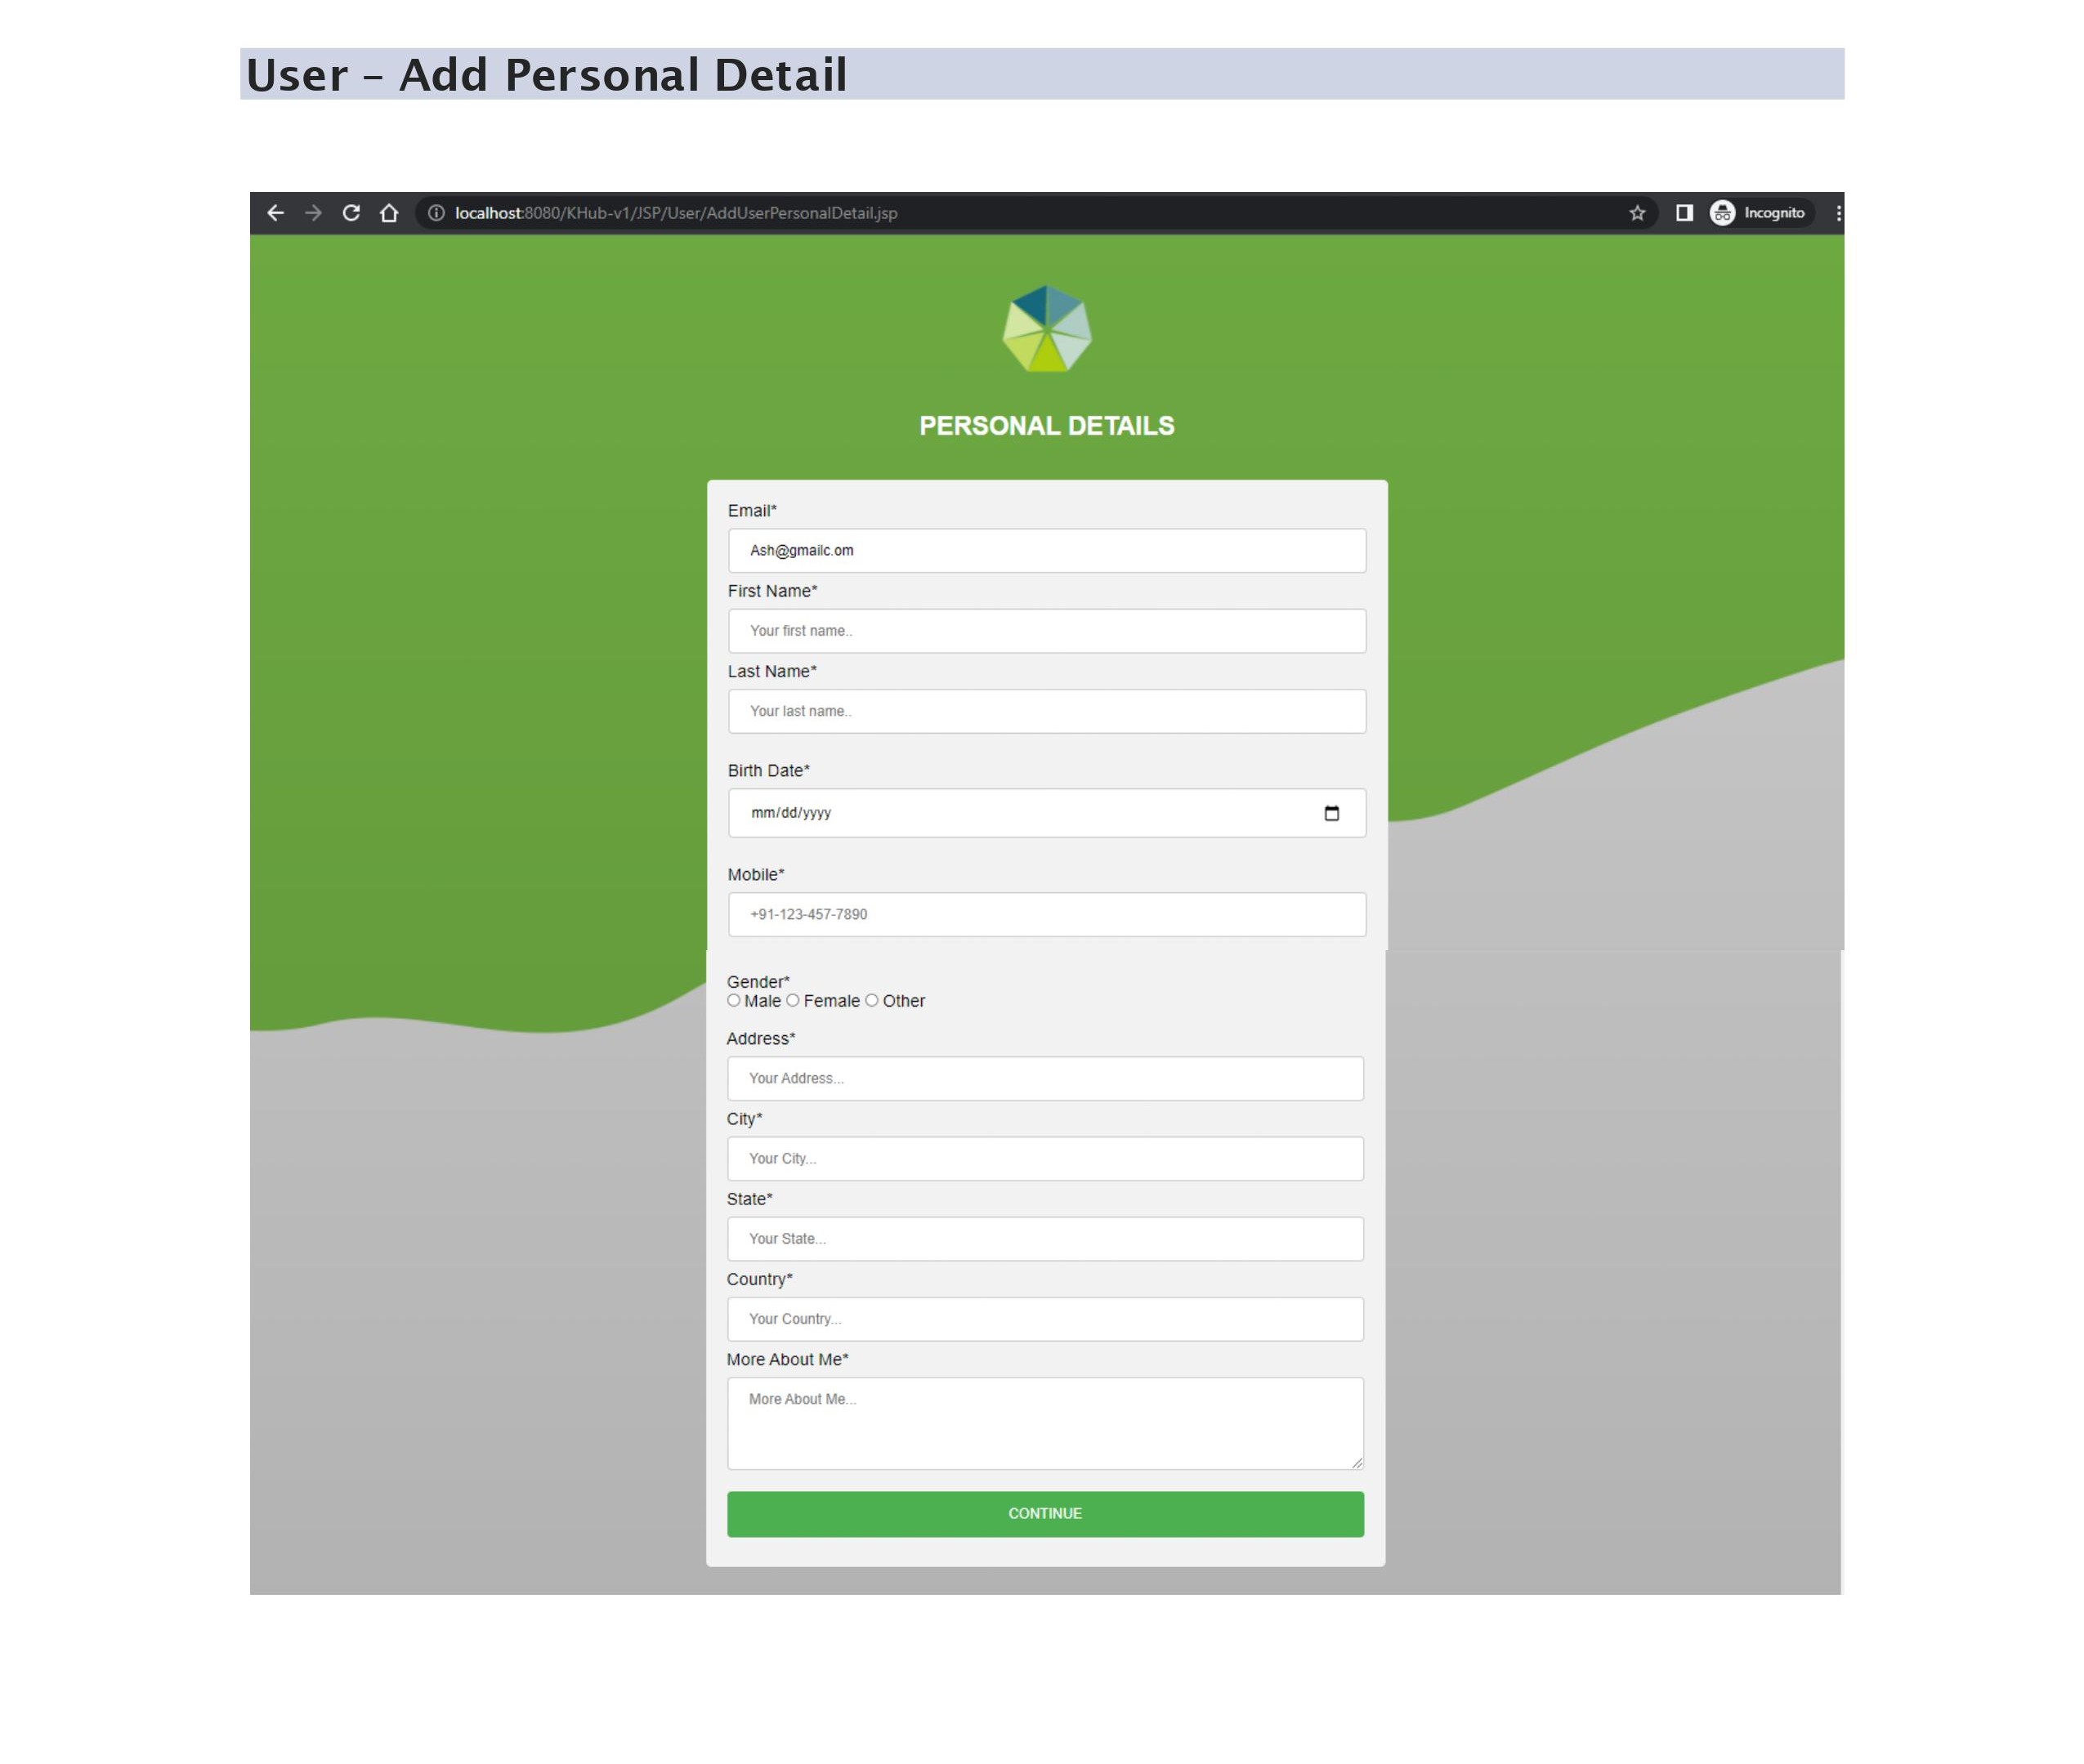 User – Add Personal Detail
localhost:8080/KHub-v1/JSP/User/AddUserPersonalDetail.jsp
Incognito
PERSONAL DETAILS
Email*
Ash@gmailc.om
First Name*
Your first name..
Last Name*
Your last name..
Birth Date*
mm/dd/yyyy
Mobile*
+91-123-457-7890
Gender*
Male Female Other
Address*
Your Address...
City*
Your City...
State*
Your State...
Country*
Your Country...
More About Me*
More About Me...
CONTINUE